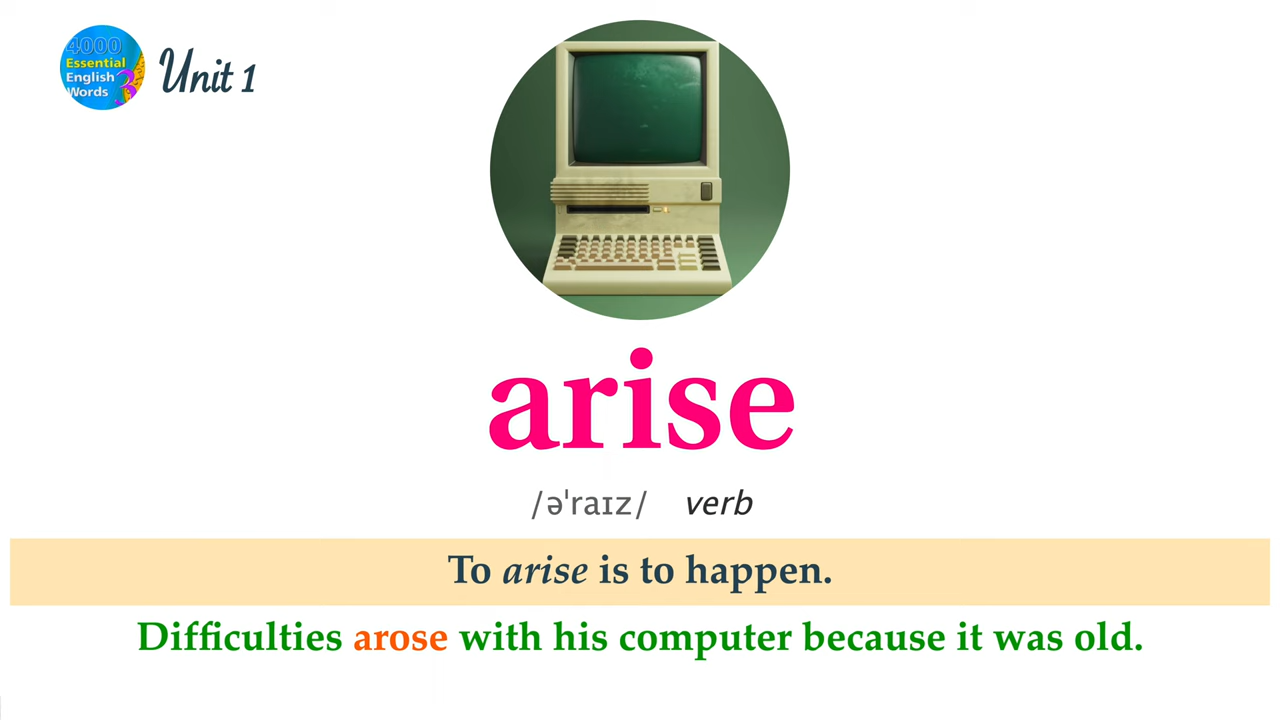 4000
Essential
English
Words 3
Unit 1
arise
/əˈraɪz/ verb
To arise is to happen.
Difficulties arose with his computer because it was old.